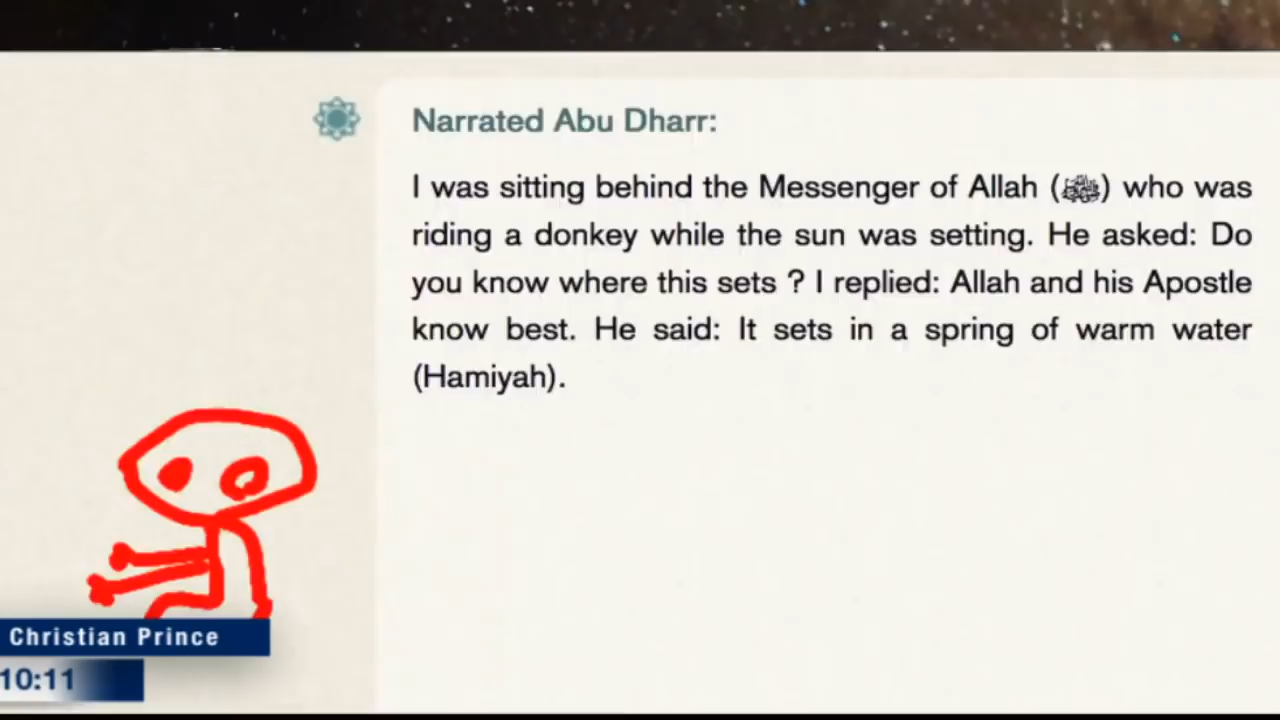 Narrated Abu Dharr:
I was sitting behind the Messenger of Allah (ﷺ) who was
riding a donkey while the sun was setting. He asked: Do
you know where this sets ? I replied: Allah and his Apostle
know best. He said: It sets in a spring of warm water
(Hamiyah).
Christian Prince
10:11